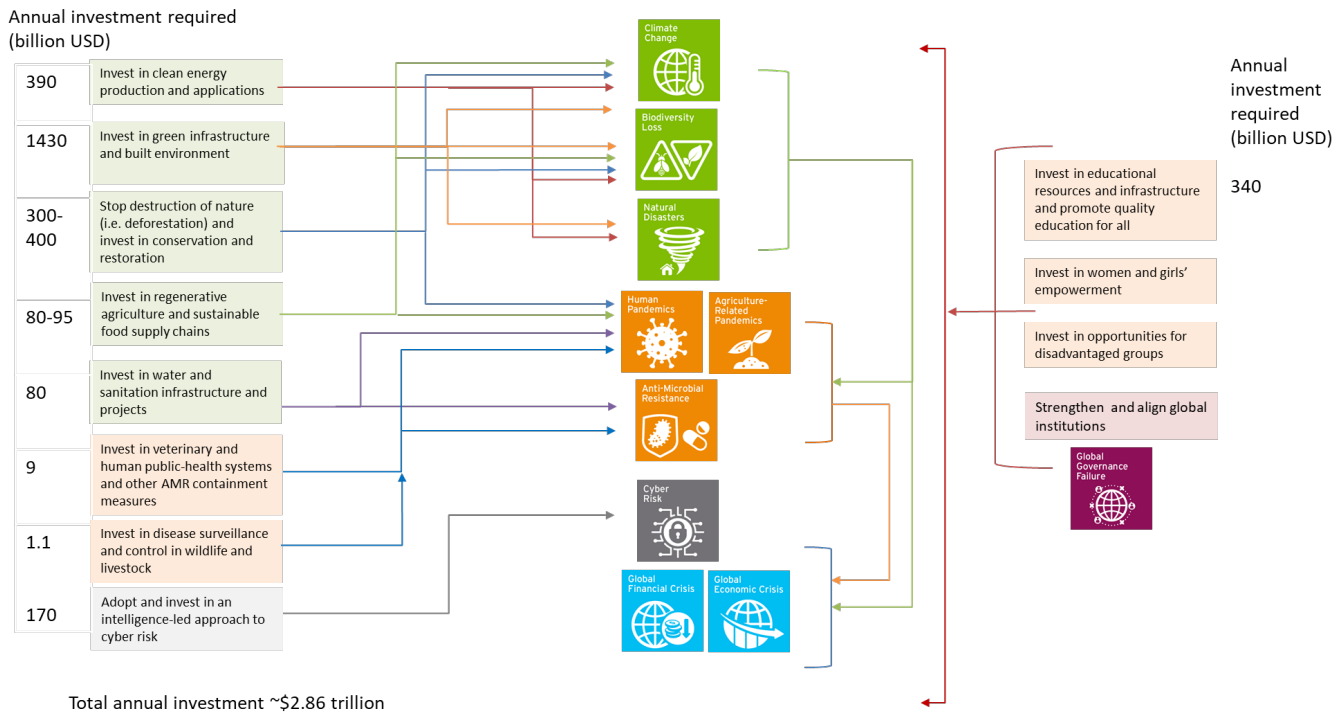 Annual investment required
(billion USD)
390
Invest in clean energy
production and applications
1430
Invest in green infrastructure
and built environment
300-
400
Stop destruction of nature
(i.e. deforestation) and
invest in conservation and
restoration
80-95
Invest in regenerative
agriculture and sustainable
food supply chains
80
Invest in water and
sanitation infrastructure and
projects
9
Invest in veterinary and
human public-health systems
and other AMR containment
measures
1.1
Invest in disease surveillance
and control in wildlife and
livestock
170
Adopt and invest in an
intelligence-led approach to
cyber risk
Climate
Change
Biodiversity
Loss
Natural
Disasters
Human
Pandemics
Agriculture-
Related
Pandemics
Anti-Microbial
Resistance
Cyber
Risk
Global
Financial Crisis
Global
Economic Crisis
Annual
investment
required
(billion USD)
340
Invest in educational
resources and infrastructure
and promote quality
education for all
Invest in women and girls’
empowerment
Invest in opportunities for
disadvantaged groups
Strengthen and align global
institutions
Global
Governance
Failure
Total annual investment ~$2.86 trillion